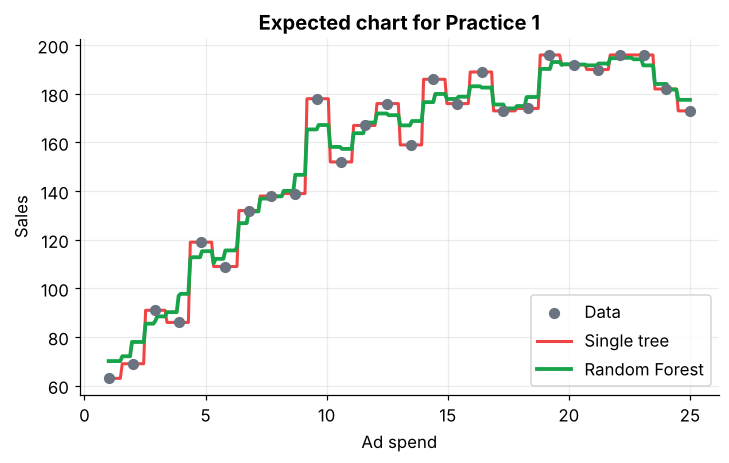 Expected chart for Practice 1
200
180
160
140
120
100
80
60
Sales
0
5
10
15
20
25
Ad spend
Data
Single tree
Random Forest